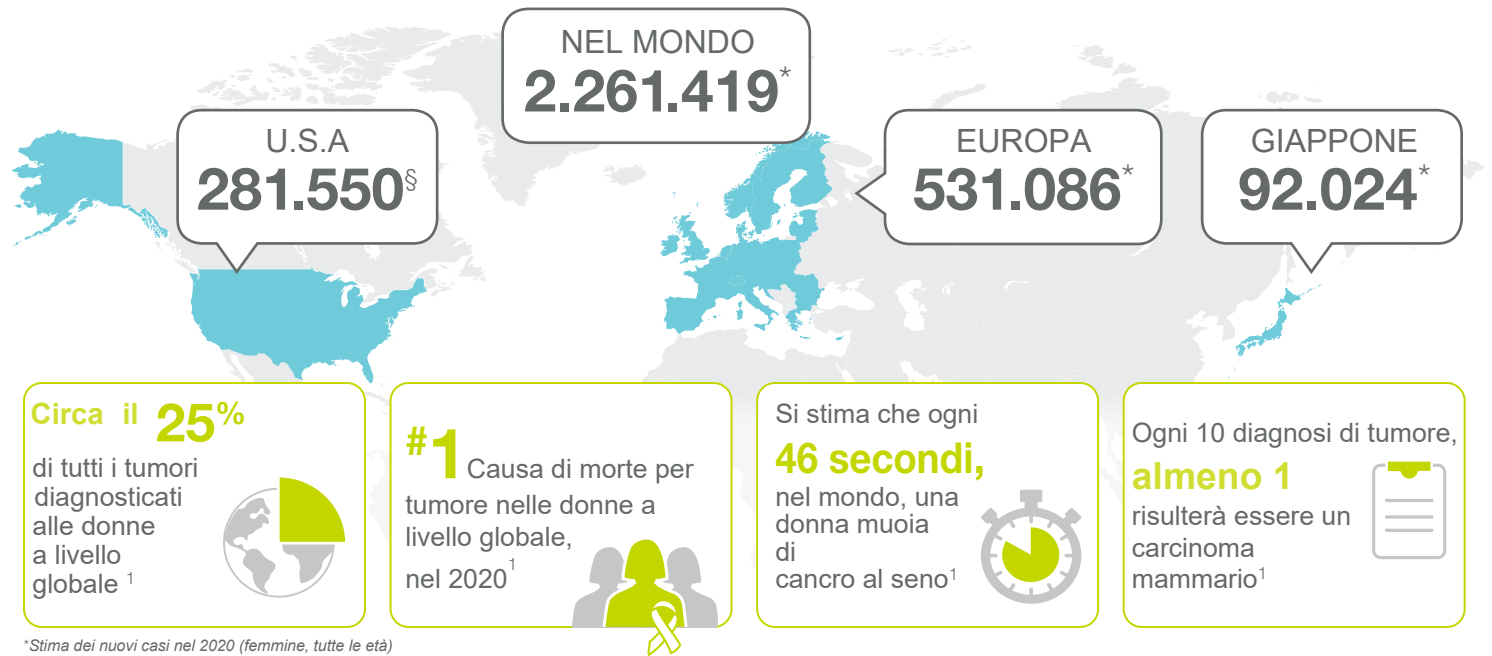 NEL MONDO
2.261.419*
U.S.A
281.550§
EUROPA
531.086*
GIAPPONE
92.024*
Circa il 25%
di tutti i tumori
diagnosticati
alle donne
a livello
globale 1
#1 Causa di morte per
tumore nelle donne a
livello globale,
nel 2020 1
Si stima che ogni
46 secondi,
nel mondo, una
donna muoia
di
cancro al seno1
Ogni 10 diagnosi di tumore,
almeno 1
risulterà essere un
carcinoma
mammario1
*Stima dei nuovi casi nel 2020 (femmine, tutte le età)